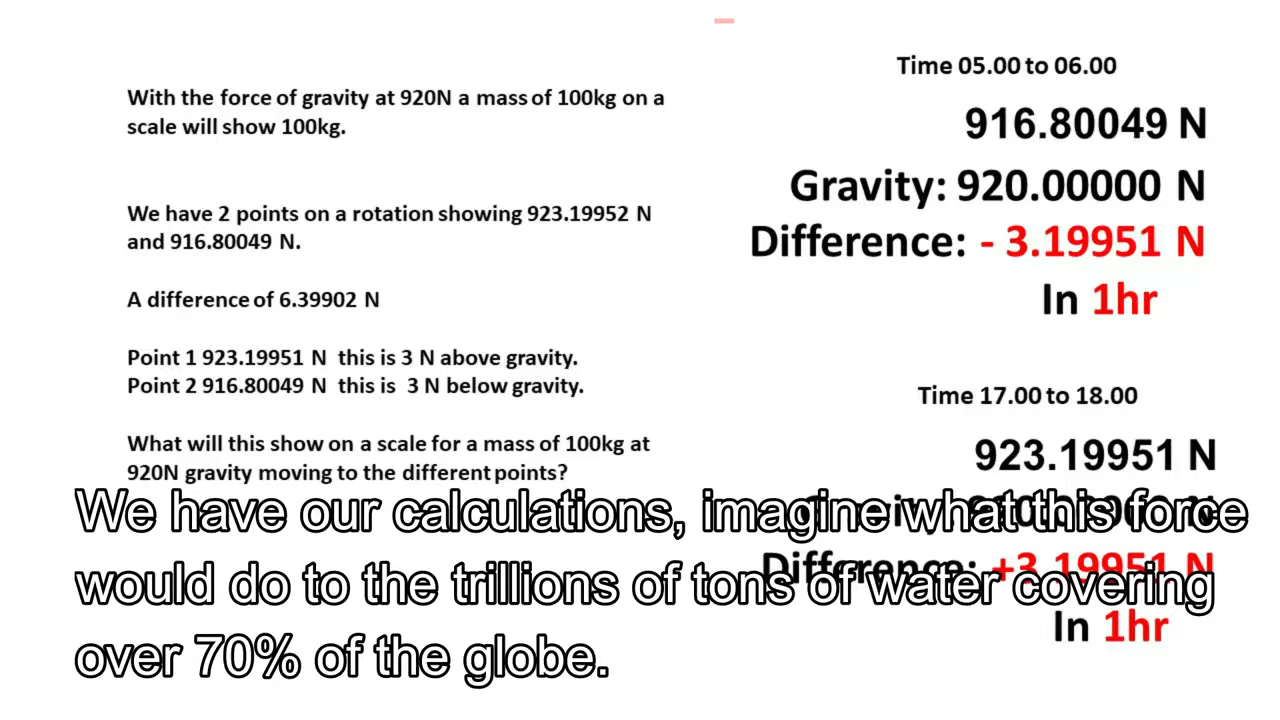 With the force of gravity at 920N a mass of 100kg on a
scale will show 100kg.
We have 2 points on a rotation showing 923.19952 N
and 916.80049 N.
A difference of 6.39902 N
Point 1 923.19951 N this is 3 N above gravity.
Point 2 916.80049 N this is 3 N below gravity.
What will this show on a scale for a mass of 100kg at
920N gravity moving to the different points?
Time 05.00 to 06.00
916.80049 N
Gravity: 920.00000 N
Difference: - 3.19951 N
In 1hr
Time 17.00 to 18.00
923.19951 N
Difference: +3.19951 N
In 1hr
We have our calculations, imagine what this force
would do to the trillions of tons of water covering
over 70% of the globe.